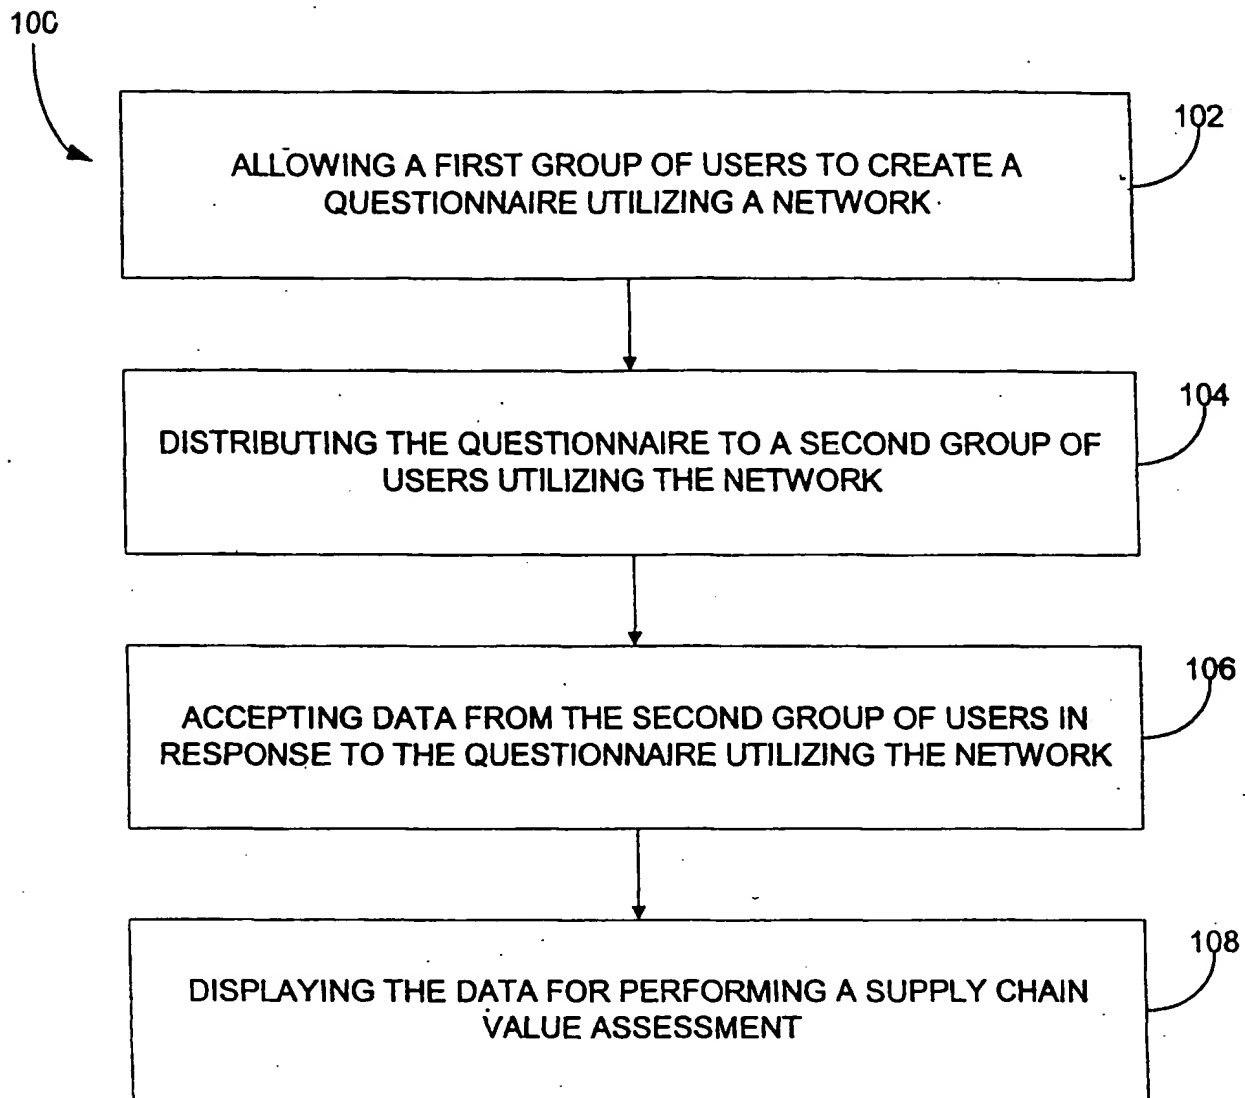 100
102
ALLOWING A FIRST GROUP OF USERS TO CREATE A
QUESTIONNAIRE UTILIZING A NETWORK
104
DISTRIBUTING THE QUESTIONNAIRE TO A SECOND GROUP OF
USERS UTILIZING THE NETWORK
106
ACCEPTING DATA FROM THE SECOND GROUP OF USERS IN
RESPONSE TO THE QUESTIONNAIRE UTILIZING THE NETWORK
108
DISPLAYING THE DATA FOR PERFORMING A SUPPLY CHAIN
VALUE ASSESSMENT